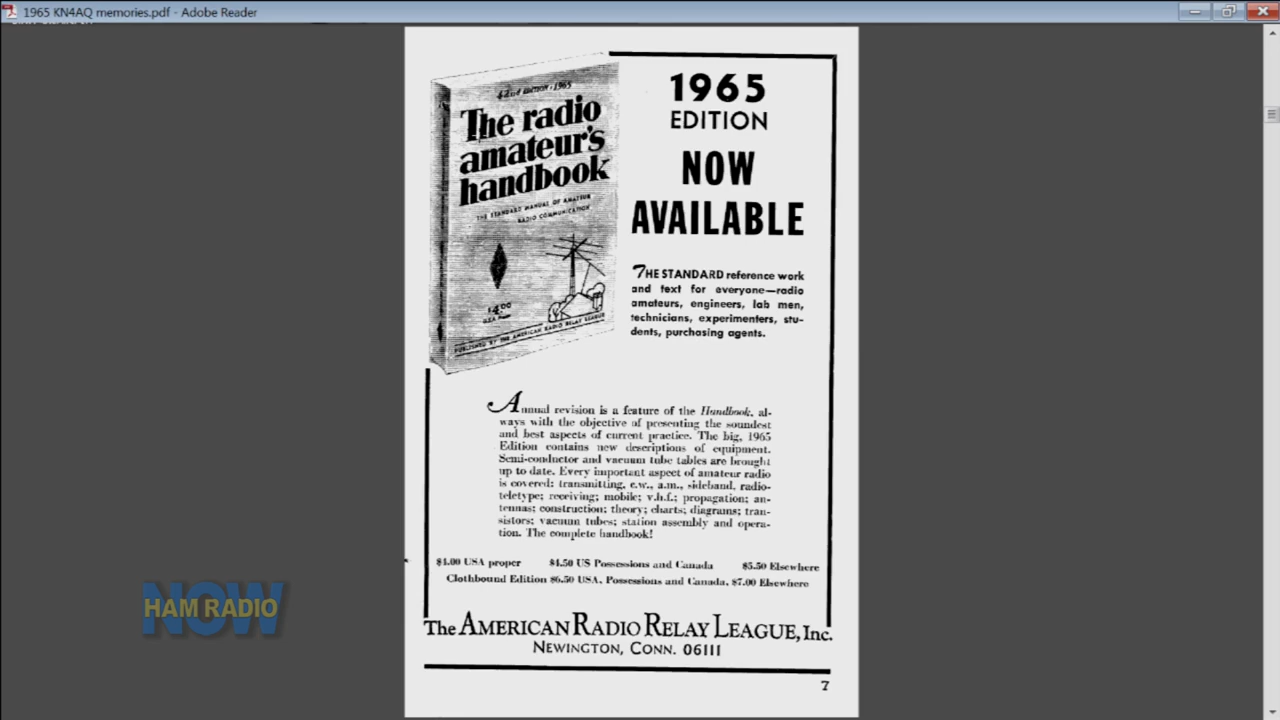 1965 KN4AQ memories.pdf - Adobe Reader
42nd EDITION · 1965
The radio
amateur's
handbook
THE STANDARD MANUAL OF AMATEUR
RADIO COMMUNICATION
$4.00
U.S.A. Proper
PUBLISHED BY THE AMERICAN RADIO RELAY LEAGUE
1965
EDITION
NOW
AVAILABLE
THE STANDARD reference work
and text for everyone—radio
amateurs, engineers, lab men,
technicians, experimenters, stu-
dents, purchasing agents.
Annual revision is a feature of the Handbook, al-
ways with the objective of presenting the soundest
and best aspects of current practice. The big, 1965
Edition contains new descriptions of equipment.
Semi-conductor and vacuum tube tables are brought
up to date. Every important aspect of amateur radio
is covered: transmitting, c.w., a.m., sideband, radio-
teletype; receiving; mobile; v.h.f.; propagation; an-
tennas; construction; theory; charts; diagrams; tran-
sistors; vacuum tubes; station assembly and opera-
tion. The complete handbook!
$4.00 USA proper $4.50 US Possessions and Canada $5.50 Elsewhere
Clothbound Edition $6.50 USA, Possessions and Canada, $7.00 Elsewhere
The AMERICAN RADIO RELAY LEAGUE, Inc.
NEWINGTON, CONN. 06111
7
HAM RADIO
NOW